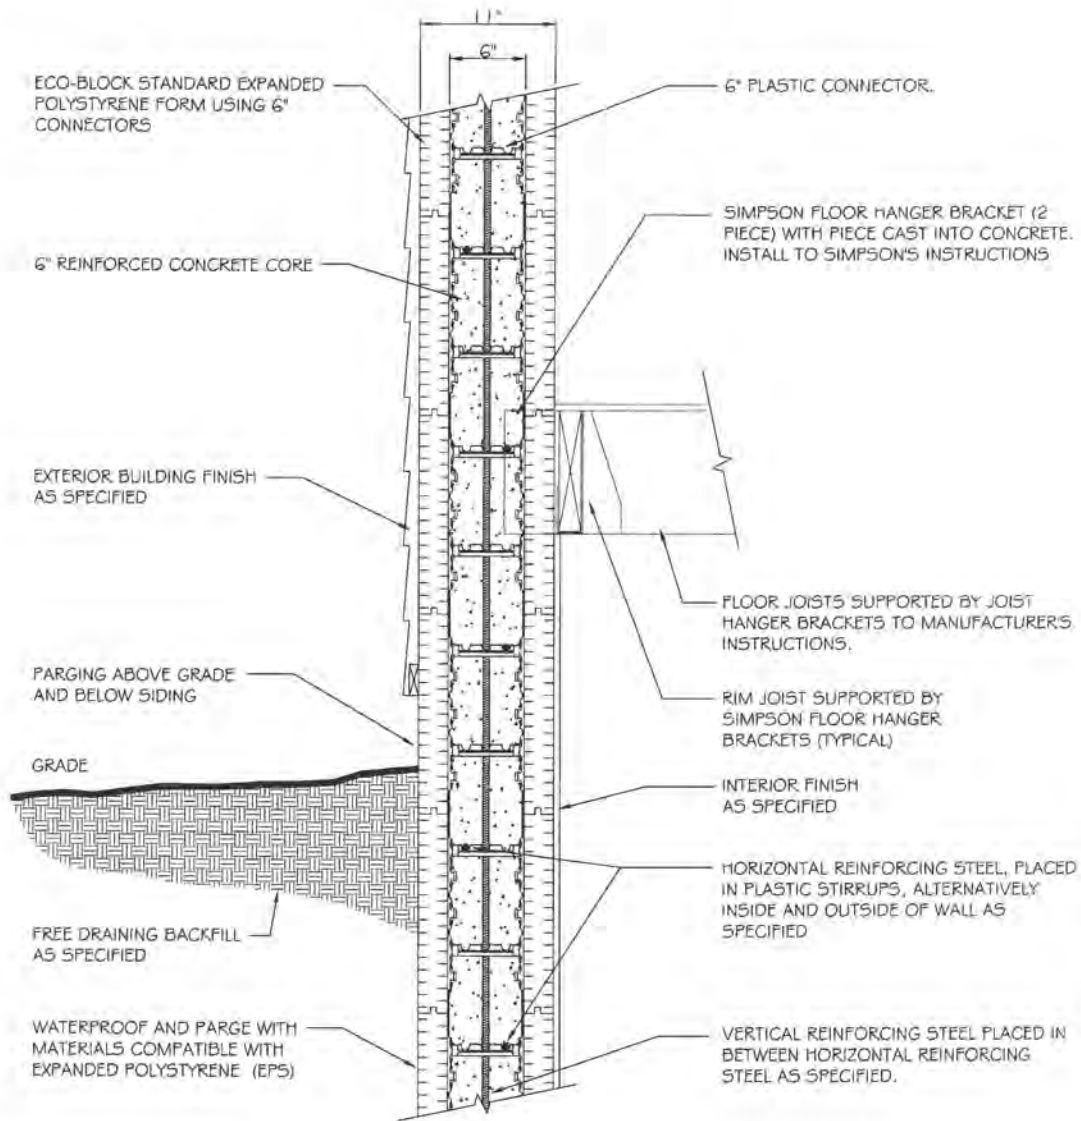 11"
6"
ECO-BLOCK STANDARD EXPANDED
POLYSTYRENE FORM USING 6"
CONNECTORS
6" REINFORCED CONCRETE CORE
EXTERIOR BUILDING FINISH
AS SPECIFIED
PARGING ABOVE GRADE
AND BELOW SIDING
GRADE
FREE DRAINING BACKFILL
AS SPECIFIED
WATERPROOF AND PARGE WITH
MATERIALS COMPATIBLE WITH
EXPANDED POLYSTYRENE (EPS)
6" PLASTIC CONNECTOR.
SIMPSON FLOOR HANGER BRACKET (2
PIECE) WITH PIECE CAST INTO CONCRETE.
INSTALL TO SIMPSON'S INSTRUCTIONS
FLOOR JOISTS SUPPORTED BY JOIST
HANGER BRACKETS TO MANUFACTURERS
INSTRUCTIONS.
RIM JOIST SUPPORTED BY
SIMPSON FLOOR HANGER
BRACKETS (TYPICAL)
INTERIOR FINISH
AS SPECIFIED
HORIZONTAL REINFORCING STEEL, PLACED
IN PLASTIC STIRRUPS, ALTERNATIVELY
INSIDE AND OUTSIDE OF WALL AS
SPECIFIED
VERTICAL REINFORCING STEEL PLACED IN
BETWEEN HORIZONTAL REINFORCING
STEEL AS SPECIFIED.